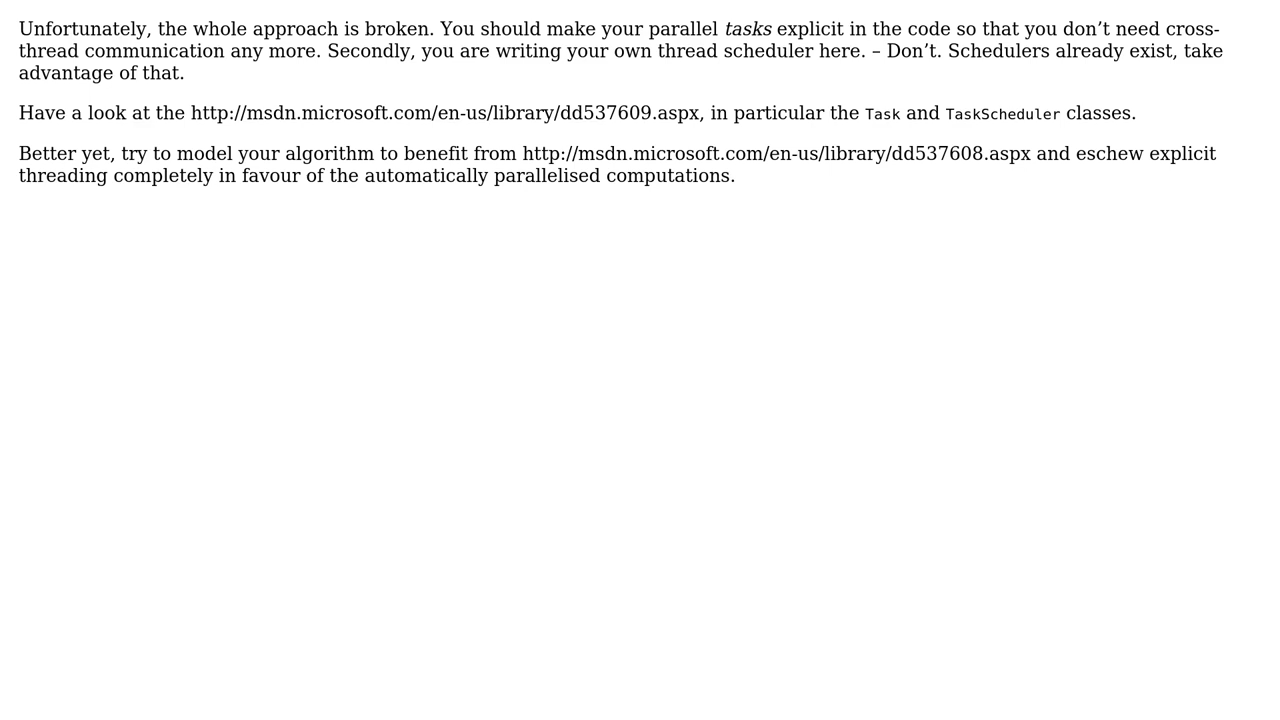 Unfortunately, the whole approach is broken. You should make your parallel tasks explicit in the code so that you don’t need cross-
thread communication any more. Secondly, you are writing your own thread scheduler here. – Don’t. Schedulers already exist, take
advantage of that.
Have a look at the http://msdn.microsoft.com/en-us/library/dd537609.aspx, in particular the Task and TaskScheduler classes.
Better yet, try to model your algorithm to benefit from http://msdn.microsoft.com/en-us/library/dd537608.aspx and eschew explicit
threading completely in favour of the automatically parallelised computations.